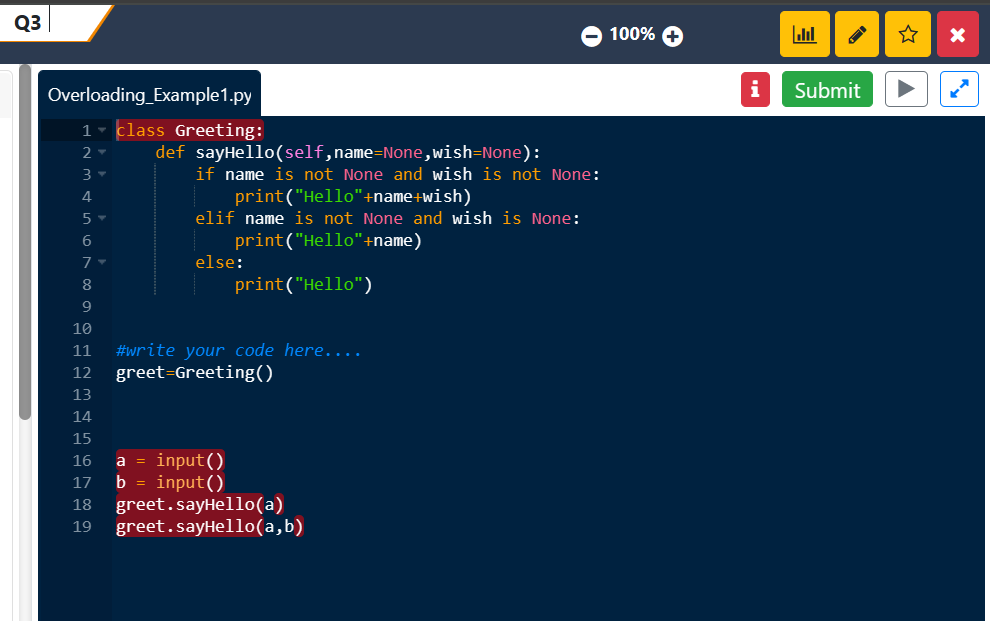 Q3
100%
Overloading_Example1.py
Submit
1 class Greeting:
2     def sayHello(self,name=None,wish=None):
3         if name is not None and wish is not None:
4             print("Hello"+name+wish)
5         elif name is not None and wish is None:
6             print("Hello"+name)
7         else:
8             print("Hello")
9
10
11 #write your code here....
12 greet=Greeting()
13
14
15
16 a = input()
17 b = input()
18 greet.sayHello(a)
19 greet.sayHello(a,b)